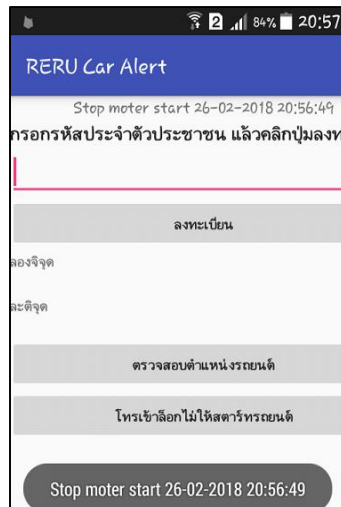 2 84% 20:57
RERU Car Alert
Stop moter start 26-02-2018 20:56:49
กรอกรหัสประจำตัวประชาชน แล้วคลิกปุ่มลงท
ลงทะเบียน
ลองจิจุด
ละติจุด
ตรวจสอบตำแหน่งรถยนต์
โทรเข้าล็อกไม่ให้สตาร์ทรถยนต์
Stop moter start 26-02-2018 20:56:49